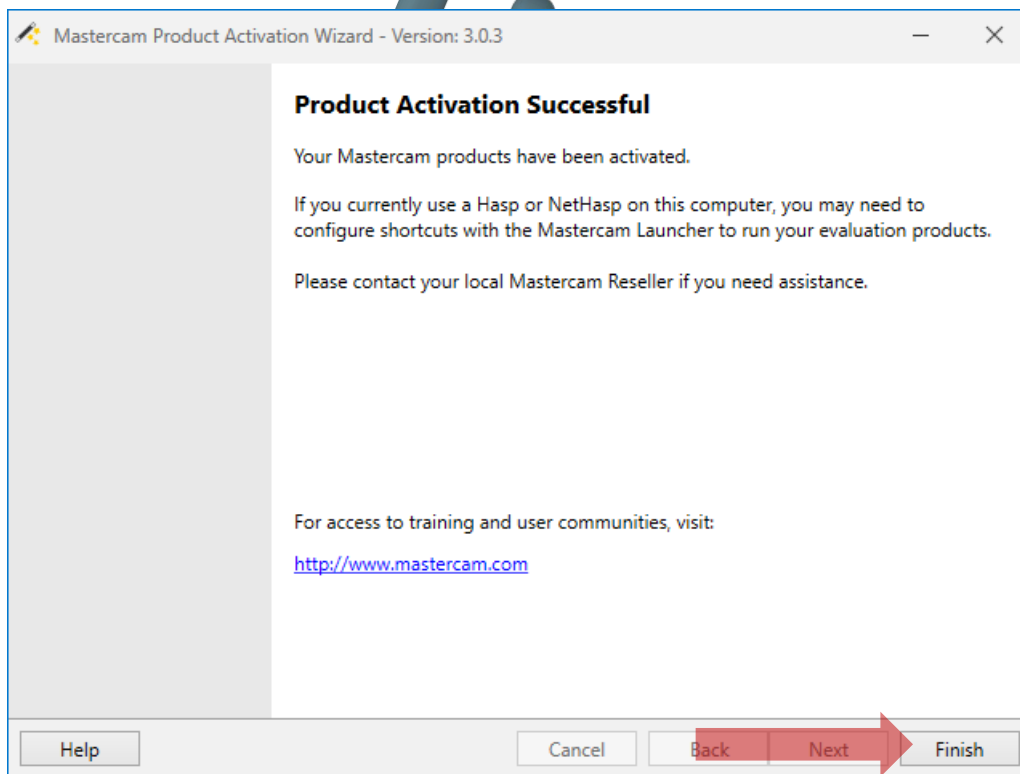 Mastercam Product Activation Wizard - Version: 3.0.3
Product Activation Successful
Your Mastercam products have been activated.
If you currently use a Hasp or NetHasp on this computer, you may need to
configure shortcuts with the Mastercam Launcher to run your evaluation products.
Please contact your local Mastercam Reseller if you need assistance.
For access to training and user communities, visit:
http://www.mastercam.com
Help Cancel Back Next Finish